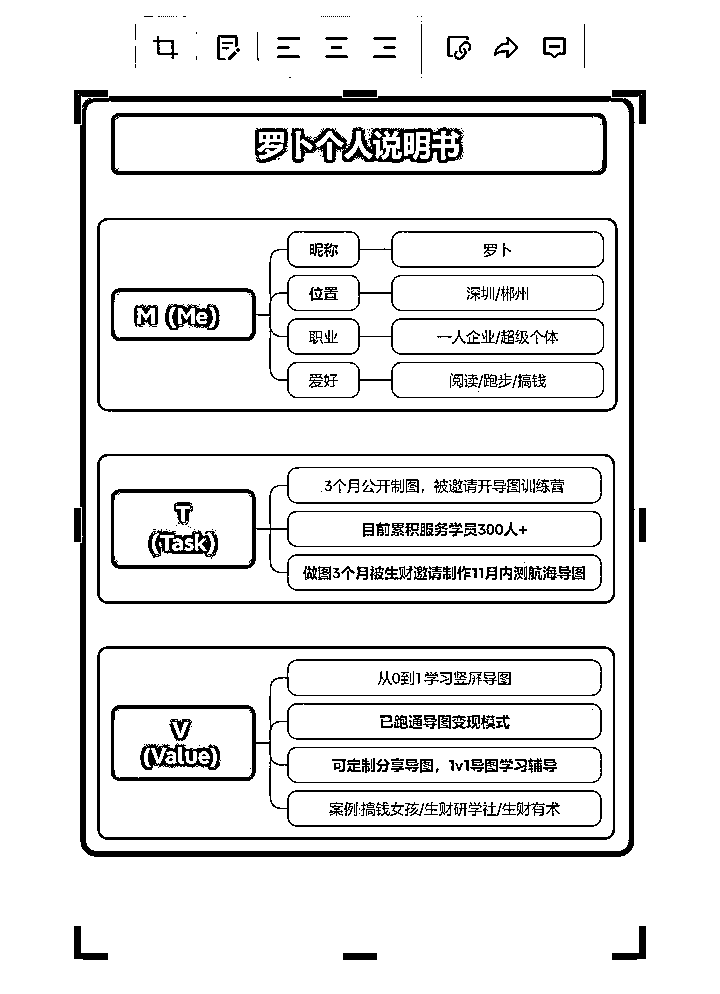 罗卜个人说明书
M (Me)
昵称
罗卜
位置
深圳/郴州
职业
一人企业/超级个体
爱好
阅读/跑步/搞钱
T
(Task)
3个月公开制图，被邀请开导图训练营
目前累积服务学员300人+
做图3个月被生财邀请制作11月内测航海导图
V
(Value)
从0到1学习竖屏导图
已跑通导图变现模式
可定制分享导图，1v1导图学习辅导
案例:搞钱女孩/生财研学社/生财有术